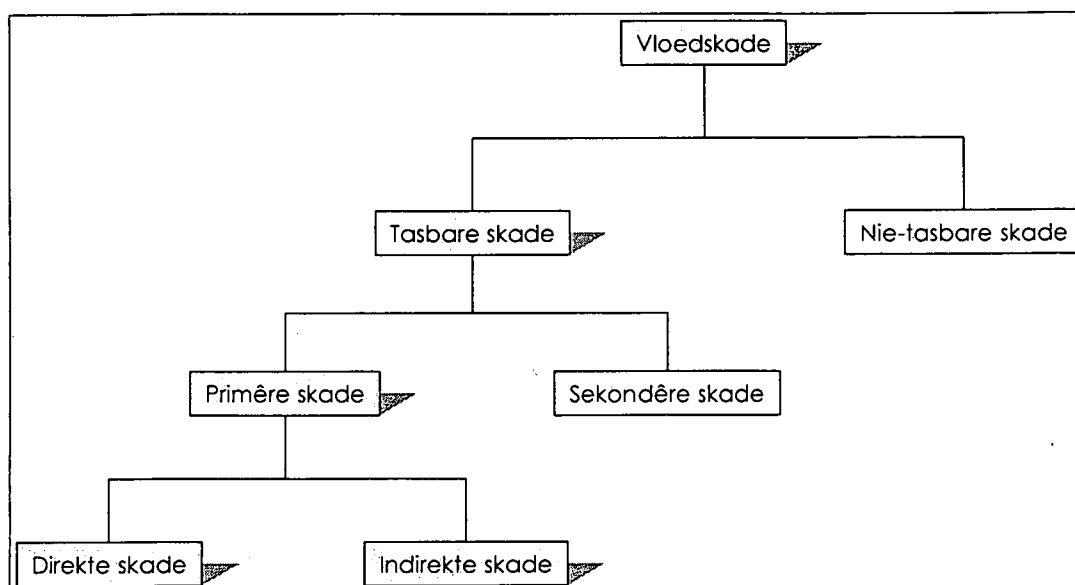 Vloedskade
Tasbare skade
Nie-tasbare skade
Primêre skade
Sekondêre skade
Direkte skade
Indirekte skade